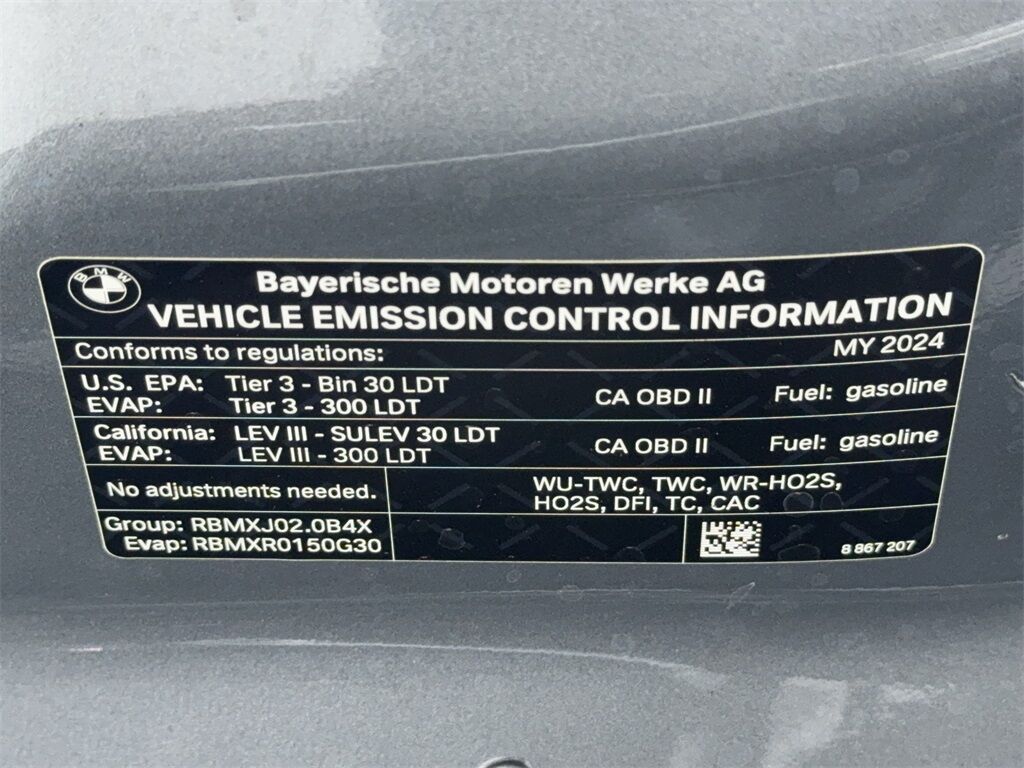 BMW
Bayerische Motoren Werke AG
VEHICLE EMISSION CONTROL INFORMATION
Conforms to regulations: MY 2024
U.S. EPA: Tier 3 - Bin 30 LDT CA OBD II Fuel: gasoline
EVAP: Tier 3 - 300 LDT
California: LEV III - SULEV 30 LDT CA OBD II Fuel: gasoline
EVAP: LEV III - 300 LDT
No adjustments needed. WU-TWC, TWC, WR-HO2S,
HO2S, DFI, TC, CAC
Group: RBMXJ02.0B4X
Evap: RBMXR0150G30 8 867 207